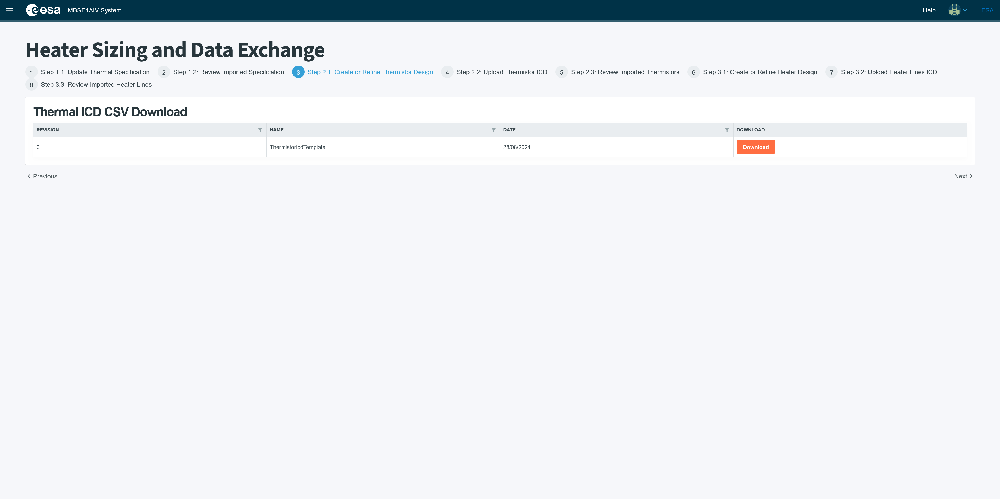 esa | MBSE4AIV System Help ESA
Heater Sizing and Data Exchange
1 Step 1.1: Update Thermal Specification 2 Step 1.2: Review Imported Specification 3 Step 2.1: Create or Refine Thermistor Design 4 Step 2.2: Upload Thermistor ICD 5 Step 2.3: Review Imported Thermistors 6 Step 3.1: Create or Refine Heater Design 7 Step 3.2: Upload Heater Lines ICD
8 Step 3.3: Review Imported Heater Lines
Thermal ICD CSV Download
REVISION NAME DATE DOWNLOAD
0 ThermistorIcdTemplate 28/08/2024 Download
Previous Next